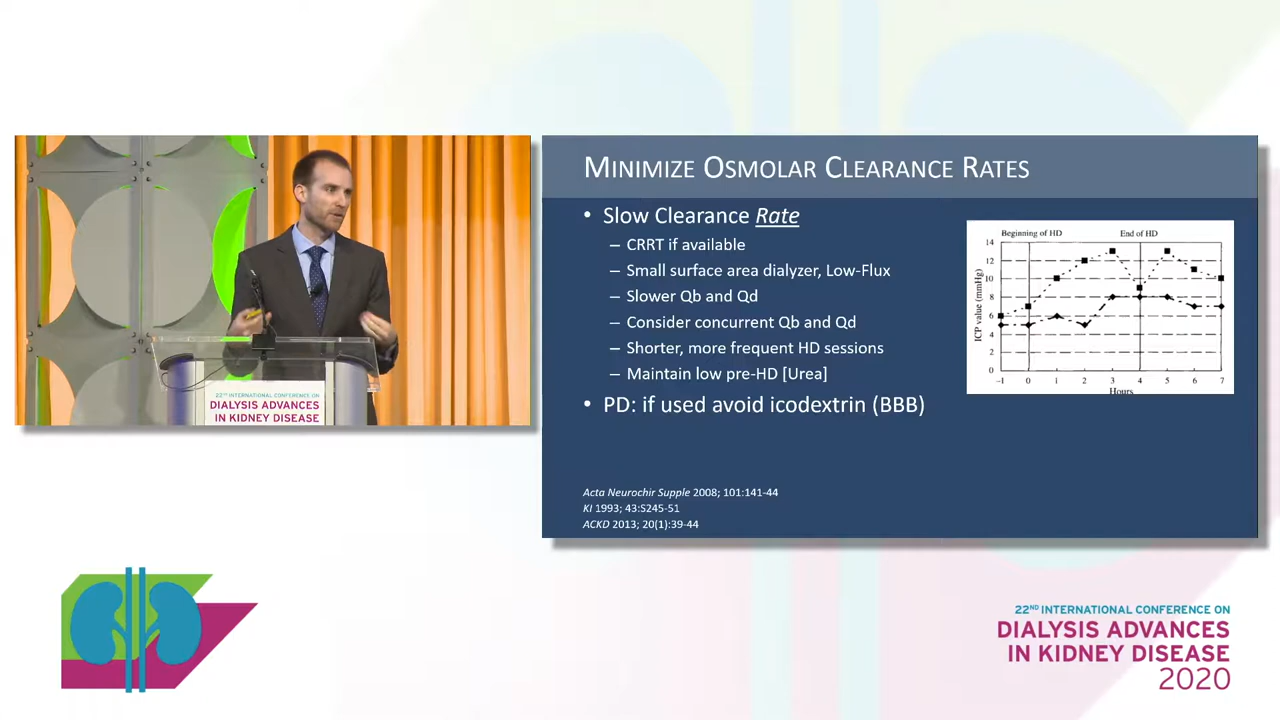 MINIMIZE OSMOLAR CLEARANCE RATES
• Slow Clearance Rate
– CRRT if available
– Small surface area dialyzer, Low-Flux
– Slower Qb and Qd
– Consider concurrent Qb and Qd
– Shorter, more frequent HD sessions
– Maintain low pre-HD [Urea]
• PD: if used avoid icodextrin (BBB)
Beginning of HD End of HD
14
12
10
8
6
4
2
0
ICP value (mmHg)
-1 0 1 2 3 4 5 6 7
Hours
Acta Neurochir Supple 2008; 101:141-44
KI 1993; 43:S245-51
ACKD 2013; 20(1):39-44
22ND INTERNATIONAL CONFERENCE ON
DIALYSIS ADVANCES
IN KIDNEY DISEASE
22ND INTERNATIONAL CONFERENCE ON
DIALYSIS ADVANCES
IN KIDNEY DISEASE
2020